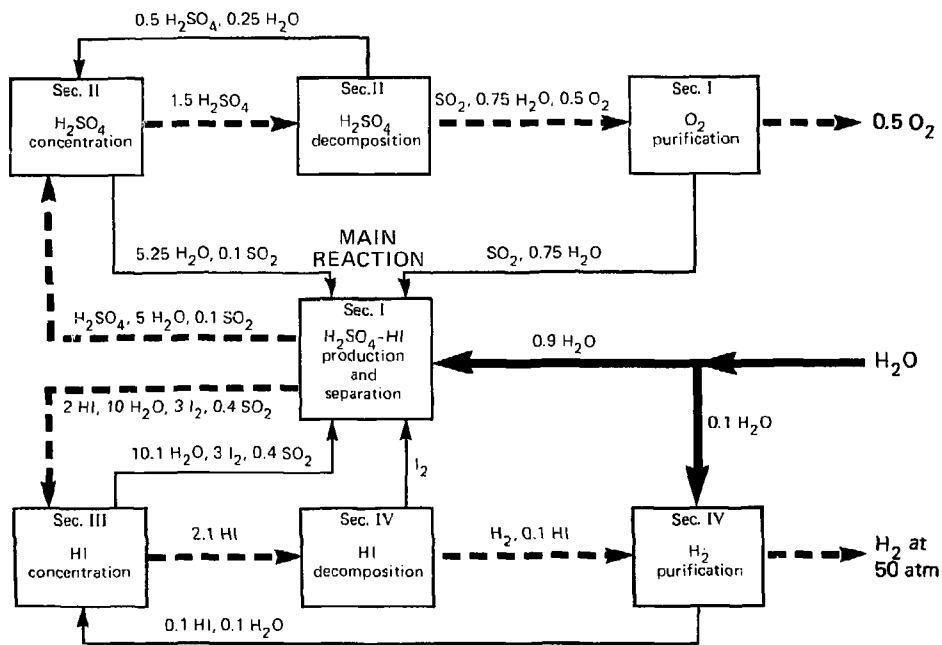 0.5 H₂SO₄, 0.25 H₂O
Sec. II
H₂SO₄
concentration
1.5 H₂SO₄
Sec.II
H₂SO₄
decomposition
SO₂, 0.75 H₂O, 0.5 O₂
Sec. I
O₂
purification
0.5 O₂
5.25 H₂O, 0.1 SO₂
MAIN
REACTION
SO₂, 0.75 H₂O
H₂SO₄, 5 H₂O, 0.1 SO₂
Sec. I
H₂SO₄-HI
production
and
separation
0.9 H₂O
H₂O
2 HI, 10 H₂O, 3 I₂, 0.4 SO₂
0.1 H₂O
10.1 H₂O, 3 I₂, 0.4 SO₂
I₂
Sec. III
HI
concentration
2.1 HI
Sec. IV
HI
decomposition
H₂, 0.1 HI
Sec. IV
H₂
purification
H₂ at
50 atm
0.1 HI, 0.1 H₂O